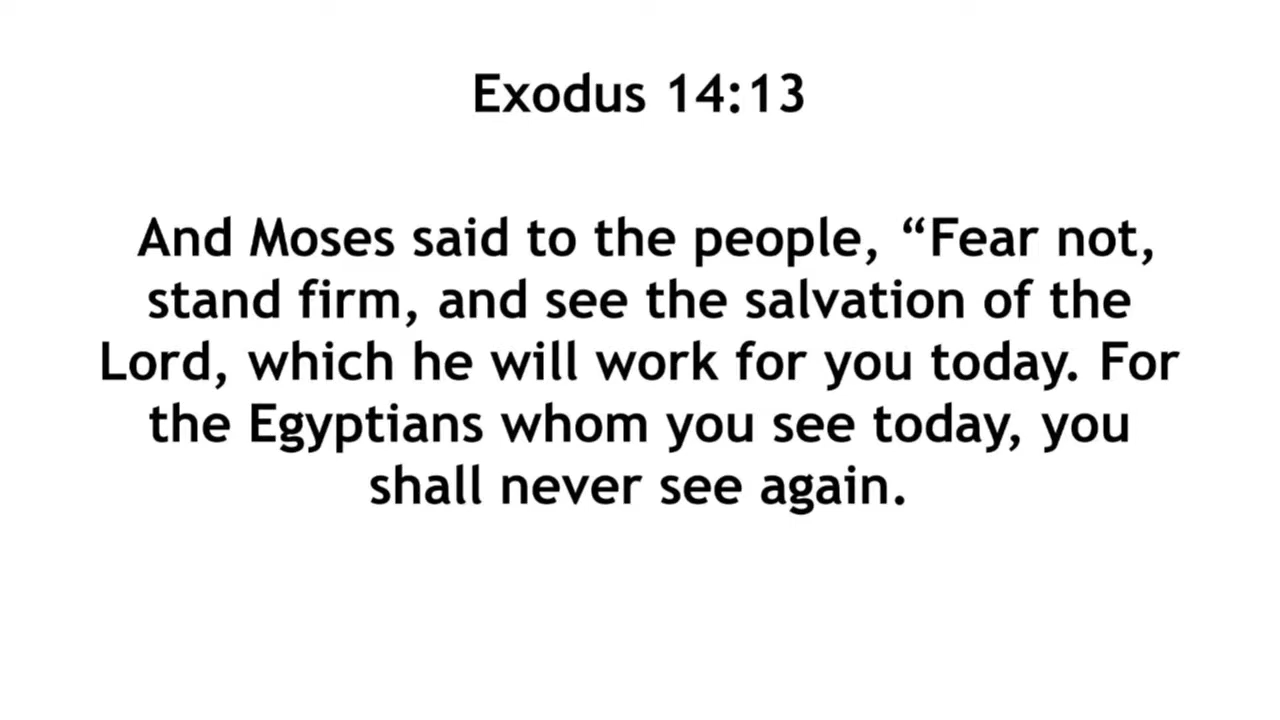 Exodus 14:13
And Moses said to the people, “Fear not,
stand firm, and see the salvation of the
Lord, which he will work for you today. For
the Egyptians whom you see today, you
shall never see again.